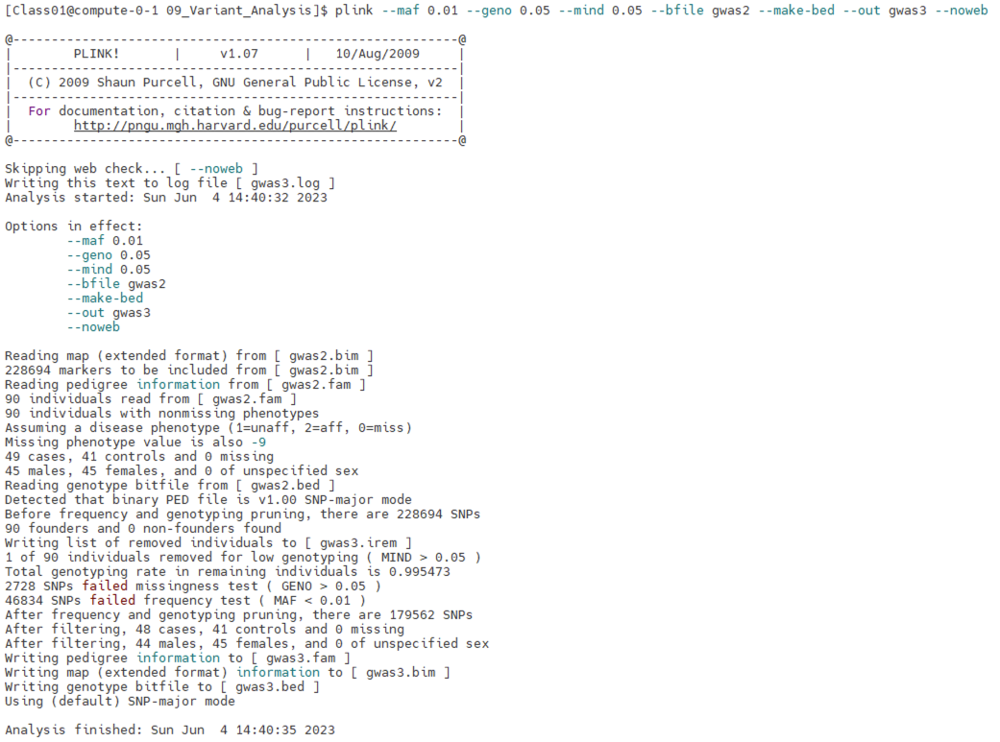 [Class01@compute-0-1 09_Variant_Analysis]$ plink --maf 0.01 --geno 0.05 --mind 0.05 --bfile gwas2 --make-bed --out gwas3 --noweb
@----------------------------------------------------------@
|        PLINK!       |     v1.07      |   10/Aug/2009     |
|----------------------------------------------------------|
|  (C) 2009 Shaun Purcell, GNU General Public License, v2  |
|----------------------------------------------------------|
|  For documentation, citation & bug-report instructions:  |
|        http://pngu.mgh.harvard.edu/purcell/plink/        |
@----------------------------------------------------------@
Skipping web check... [ --noweb ]
Writing this text to log file [ gwas3.log ]
Analysis started: Sun Jun  4 14:40:32 2023
Options in effect:
--maf 0.01
--geno 0.05
--mind 0.05
--bfile gwas2
--make-bed
--out gwas3
--noweb
Reading map (extended format) from [ gwas2.bim ]
228694 markers to be included from [ gwas2.bim ]
Reading pedigree information from [ gwas2.fam ]
90 individuals read from [ gwas2.fam ]
90 individuals with nonmissing phenotypes
Assuming a disease phenotype (1=unaff, 2=aff, 0=miss)
Missing phenotype value is also -9
49 cases, 41 controls and 0 missing
45 males, 45 females, and 0 of unspecified sex
Reading genotype bitfile from [ gwas2.bed ]
Detected that binary PED file is v1.00 SNP-major mode
Before frequency and genotyping pruning, there are 228694 SNPs
90 founders and 0 non-founders found
Writing list of removed individuals to [ gwas3.irem ]
1 of 90 individuals removed for low genotyping ( MIND > 0.05 )
Total genotyping rate in remaining individuals is 0.995473
2728 SNPs failed missingness test ( GENO > 0.05 )
46834 SNPs failed frequency test ( MAF < 0.01 )
After frequency and genotyping pruning, there are 179562 SNPs
After filtering, 48 cases, 41 controls and 0 missing
After filtering, 44 males, 45 females, and 0 of unspecified sex
Writing pedigree information to [ gwas3.fam ]
Writing map (extended format) information to [ gwas3.bim ]
Writing genotype bitfile to [ gwas3.bed ]
Using (default) SNP-major mode
Analysis finished: Sun Jun  4 14:40:35 2023